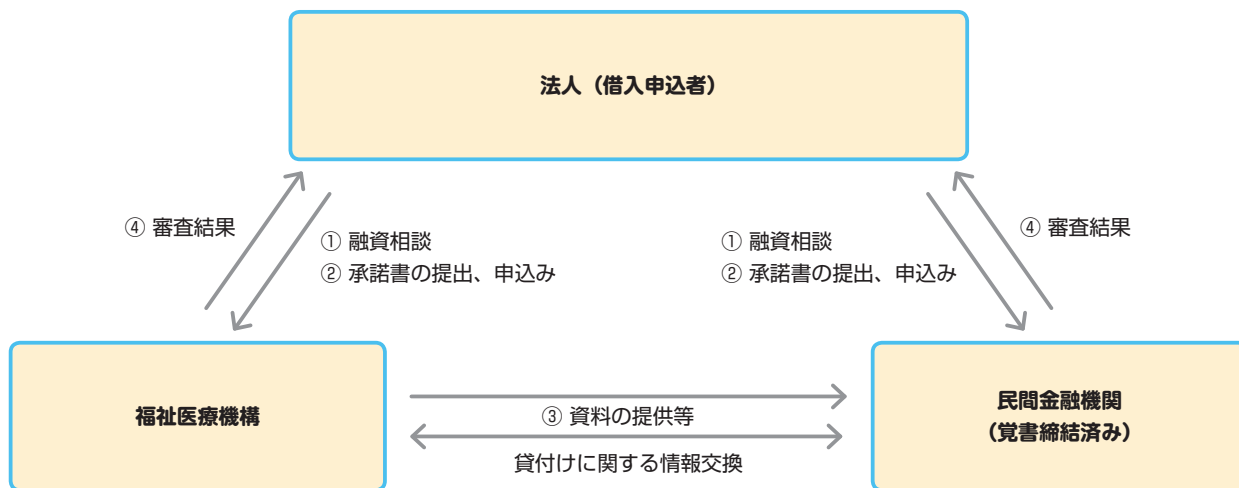 法人（借入申込者）
④ 審査結果
① 融資相談
② 承諾書の提出、申込み
① 融資相談
② 承諾書の提出、申込み
④ 審査結果
福祉医療機構
③ 資料の提供等
貸付けに関する情報交換
民間金融機関
（覚書締結済み）